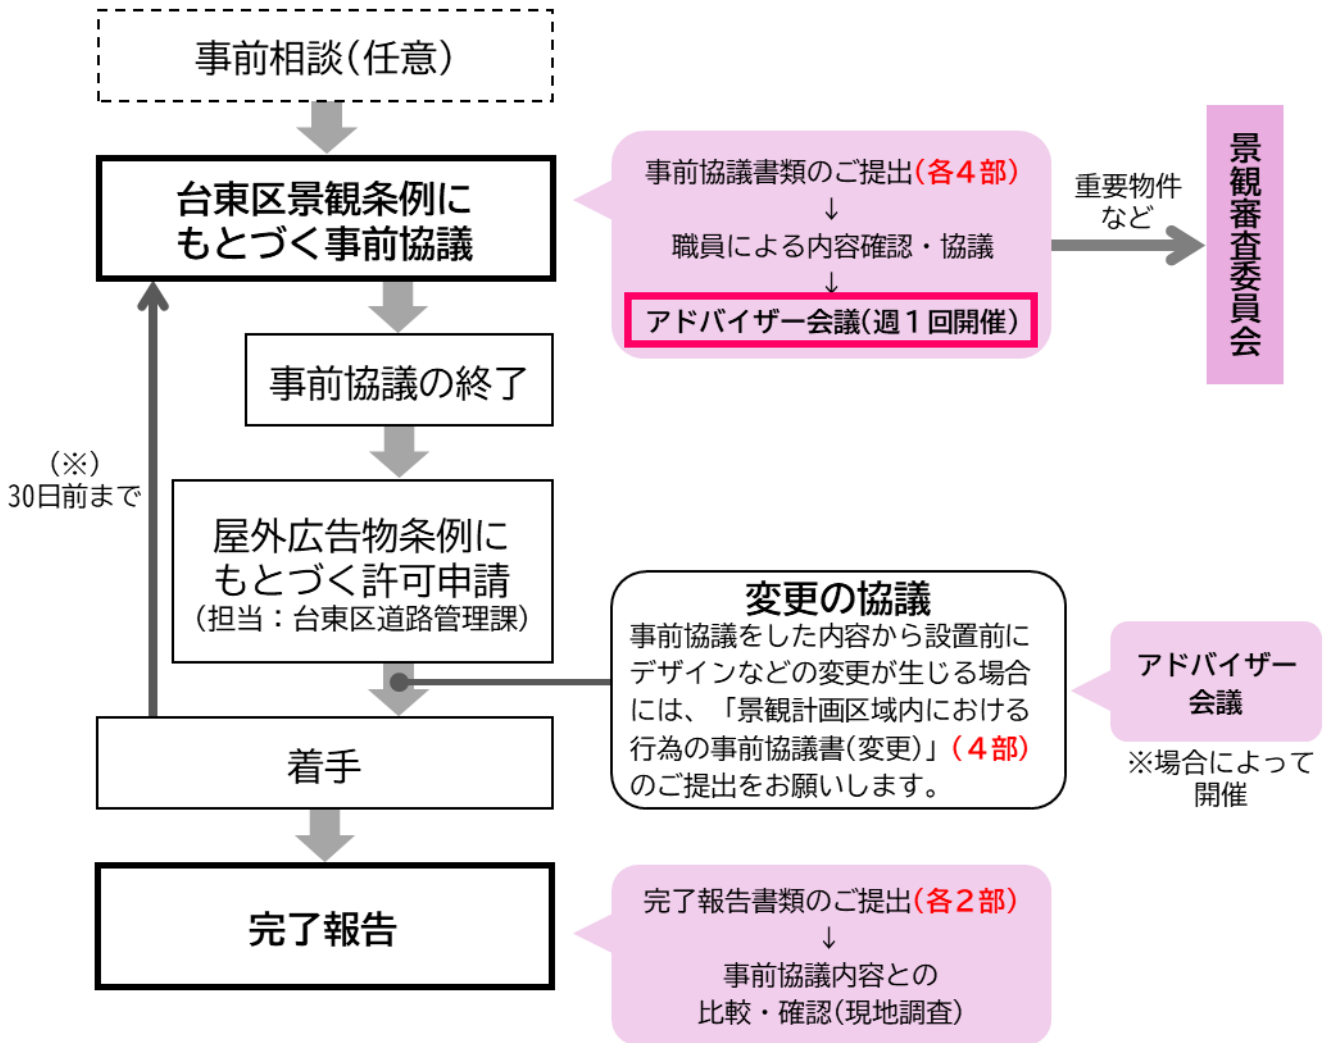 事前相談(任意)
台東区景観条例に
もとづく事前協議
事前協議書類のご提出(各4部)
↓
職員による内容確認・協議
↓
アドバイザー会議(週1回開催)
重要物件
など
景観審査委員会
事前協議の終了
(※)
30日前まで
屋外広告物条例に
もとづく許可申請
(担当：台東区道路管理課)
変更の協議
事前協議をした内容から設置前に
デザインなどの変更が生じる場合
には、「景観計画区域内における
行為の事前協議書(変更)」(4部)
のご提出をお願いします。
アドバイザー
会議
※場合によって
開催
着手
完了報告
完了報告書類のご提出(各2部)
↓
事前協議内容との
比較・確認(現地調査)